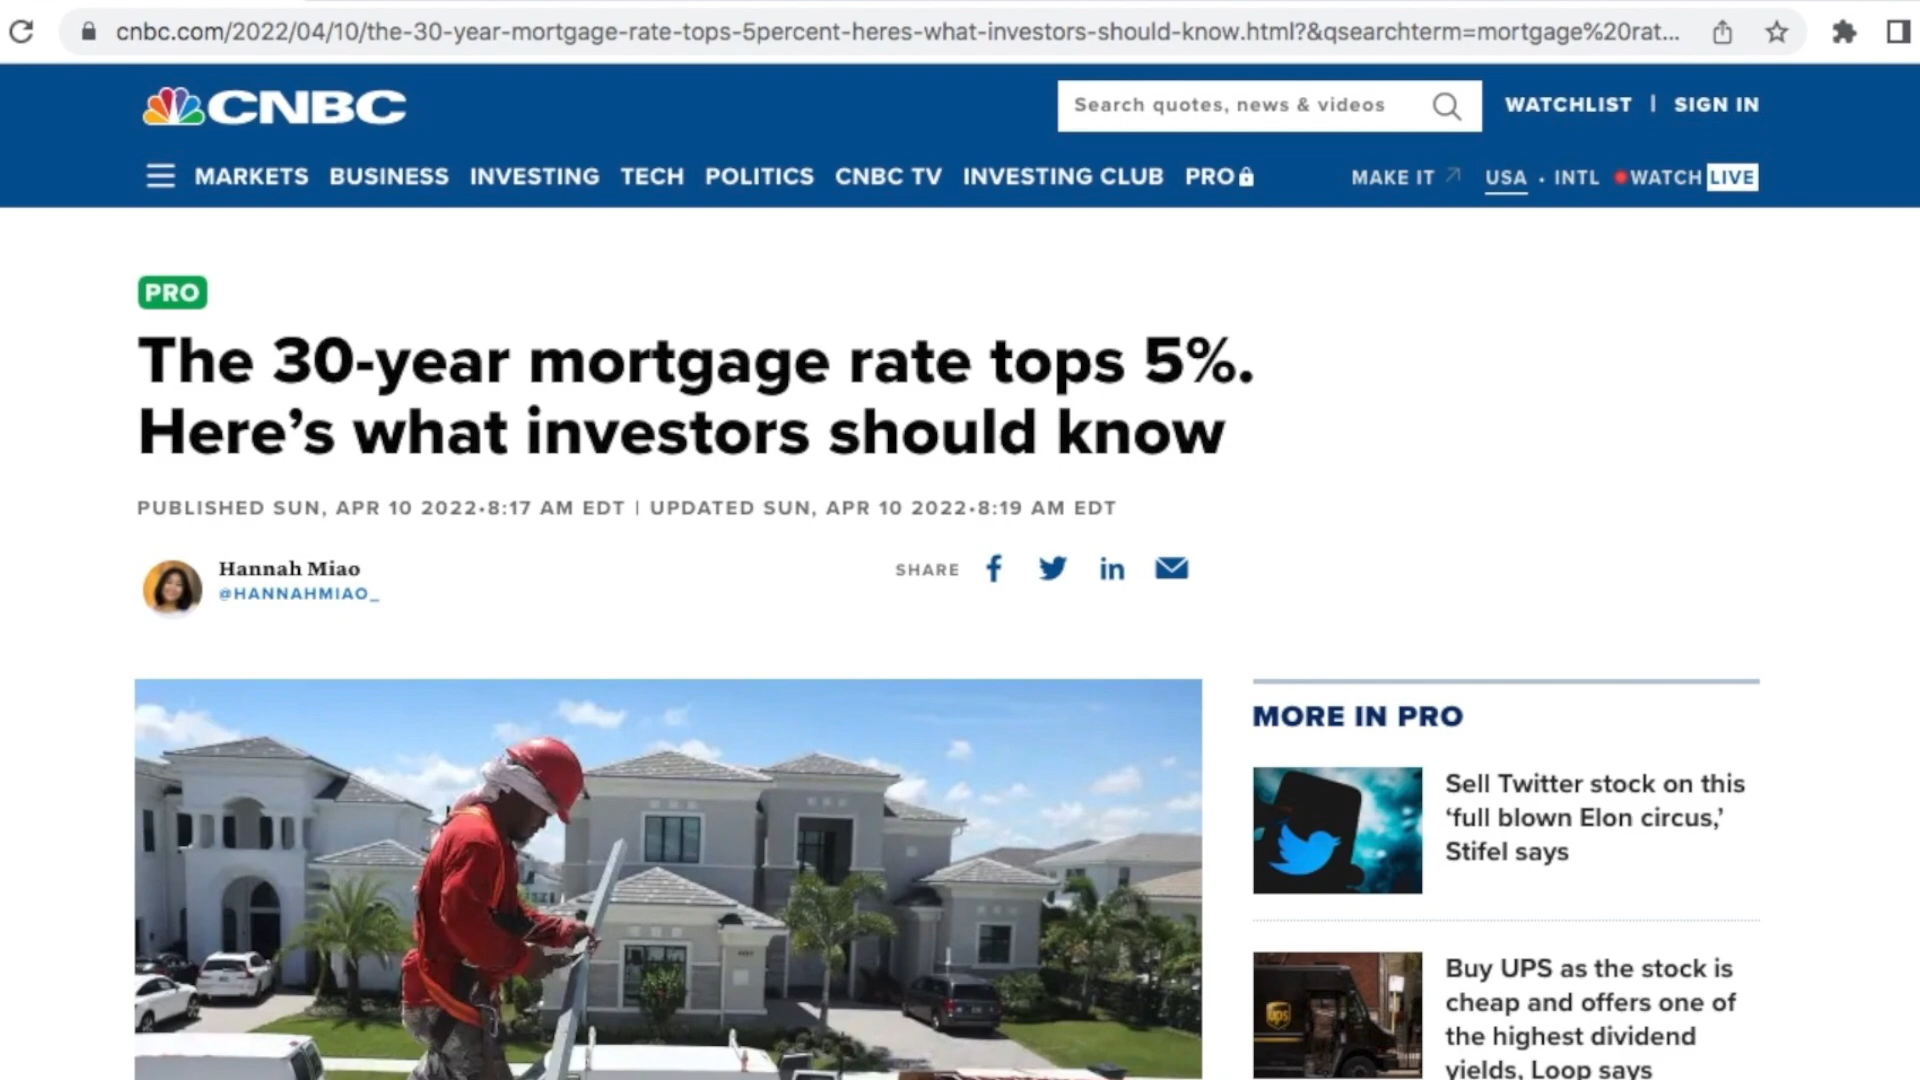 cnbc.com/2022/04/10/the-30-year-mortgage-rate-tops-5percent-heres-what-investors-should-know.html?&qsearchterm=mortgage%20rat...
CNBC
Search quotes, news & videos
WATCHLIST | SIGN IN
MARKETS BUSINESS INVESTING TECH POLITICS CNBC TV INVESTING CLUB PRO
MAKE IT USA • INTL WATCH LIVE
PRO
The 30-year mortgage rate tops 5%.
Here’s what investors should know
PUBLISHED SUN, APR 10 2022•8:17 AM EDT | UPDATED SUN, APR 10 2022•8:19 AM EDT
Hannah Miao
@HANNAHMIAO_
SHARE
MORE IN PRO
Sell Twitter stock on this
‘full blown Elon circus,’
Stifel says
ups
Buy UPS as the stock is
cheap and offers one of
the highest dividend
yields, Loop says